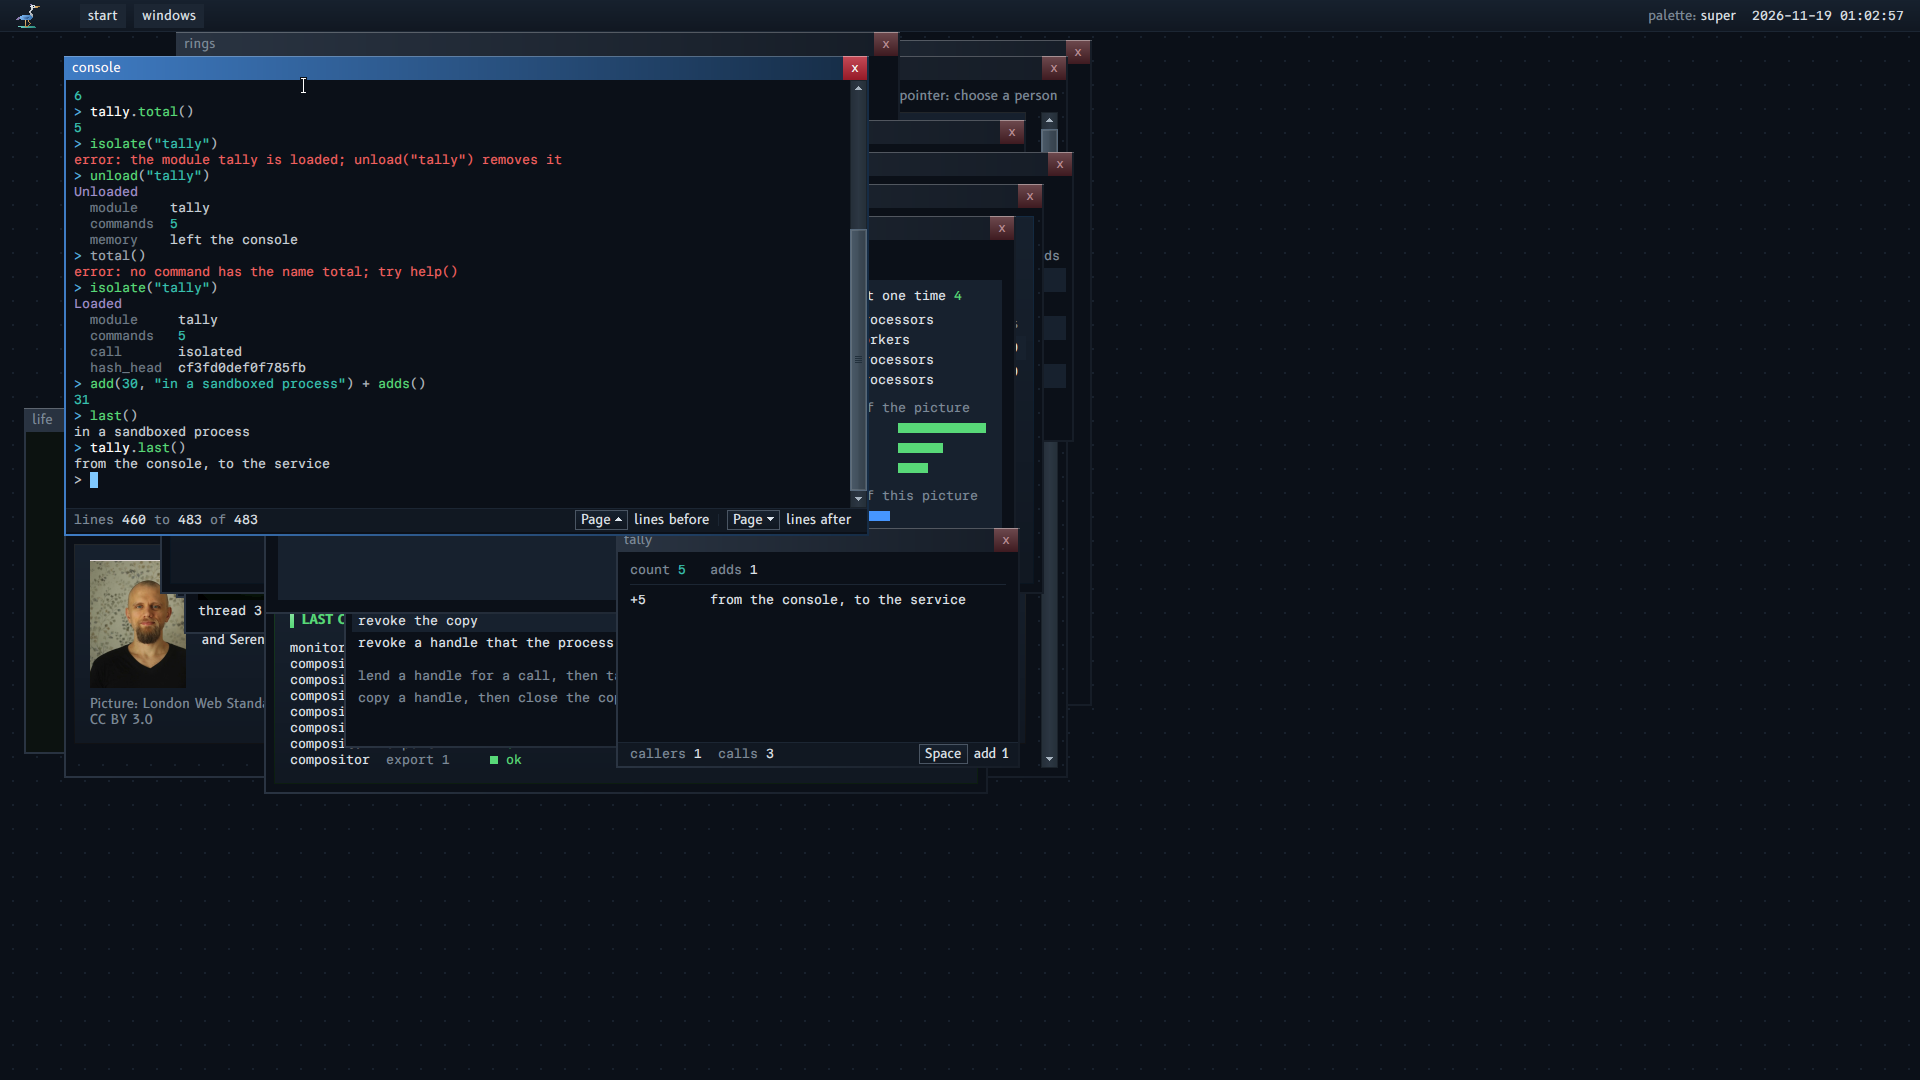 start windows palette: super 2026-11-19 01:02:57
rings x
x
console x
x
pointer: choose a person
6
> tally.total()
5
> isolate("tally")
error: the module tally is loaded; unload("tally") removes it
> unload("tally")
Unloaded
module tally
commands 5
memory left the console
> total()
error: no command has the name total; try help()
> isolate("tally")
Loaded
module tally
commands 5
call isolated
hash_head cf3fd0def0f785fb
> add(30, "in a sandboxed process") + adds()
31
> last()
in a sandboxed process
> tally.last()
from the console, to the service
>
lines 460 to 483 of 483 Page lines before Page lines after
x
x
x
x
ds
t one time 4
ocessors
rkers
ocessors
ocessors
f the picture
f this picture
life
tally x
count 5 adds 1
+5 from the console, to the service
callers 1 calls 3 Space add 1
thread 3
and Seren
Picture: London Web Standa
CC BY 3.0
LAST C
monitor
composi
composi
composi
composi
composi
composi
compositor export 1 ok
revoke the copy
revoke a handle that the process
lend a handle for a call, then t
copy a handle, then close the co